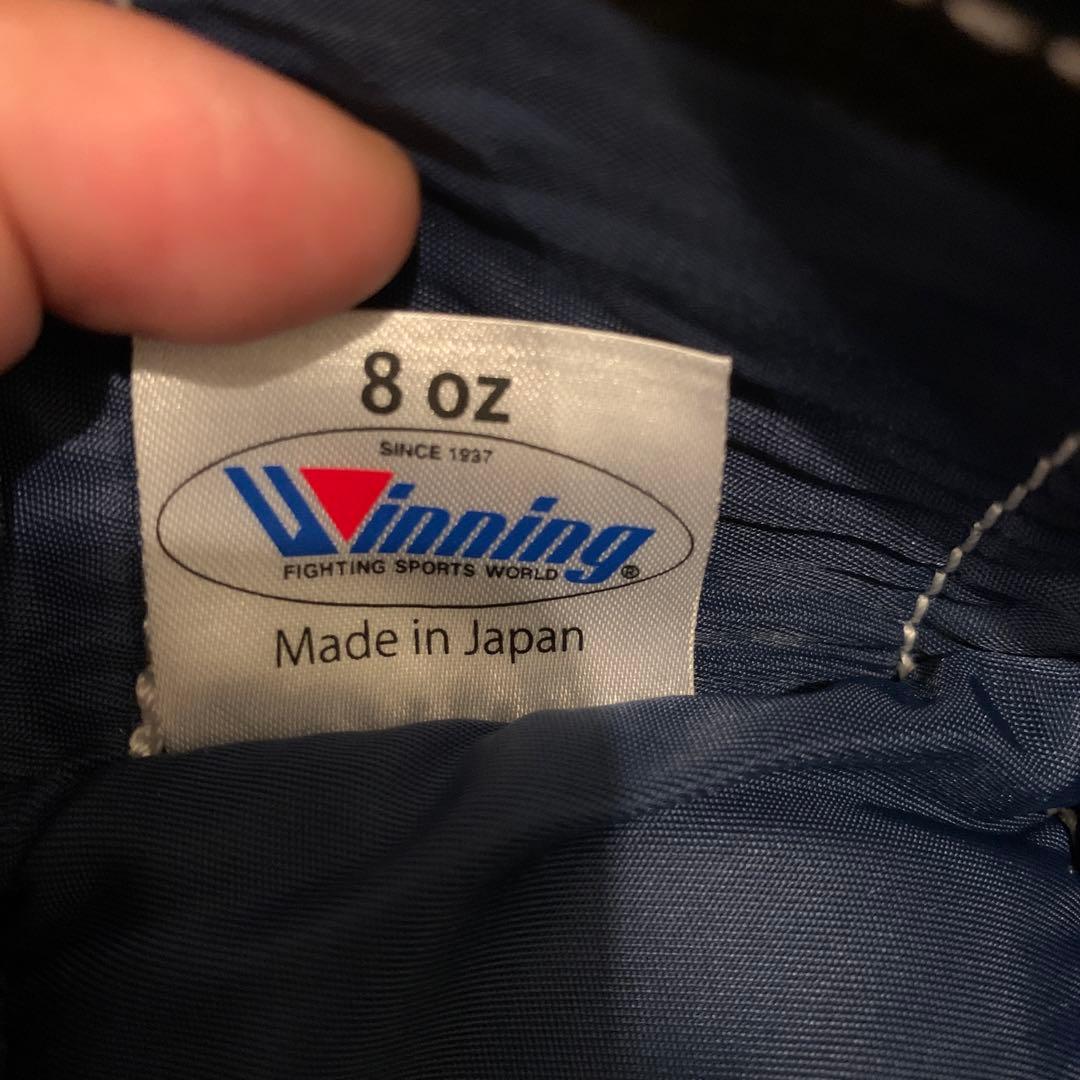 8 oz
SINCE 1937
Winning
FIGHTING SPORTS WORLD®
Made in Japan